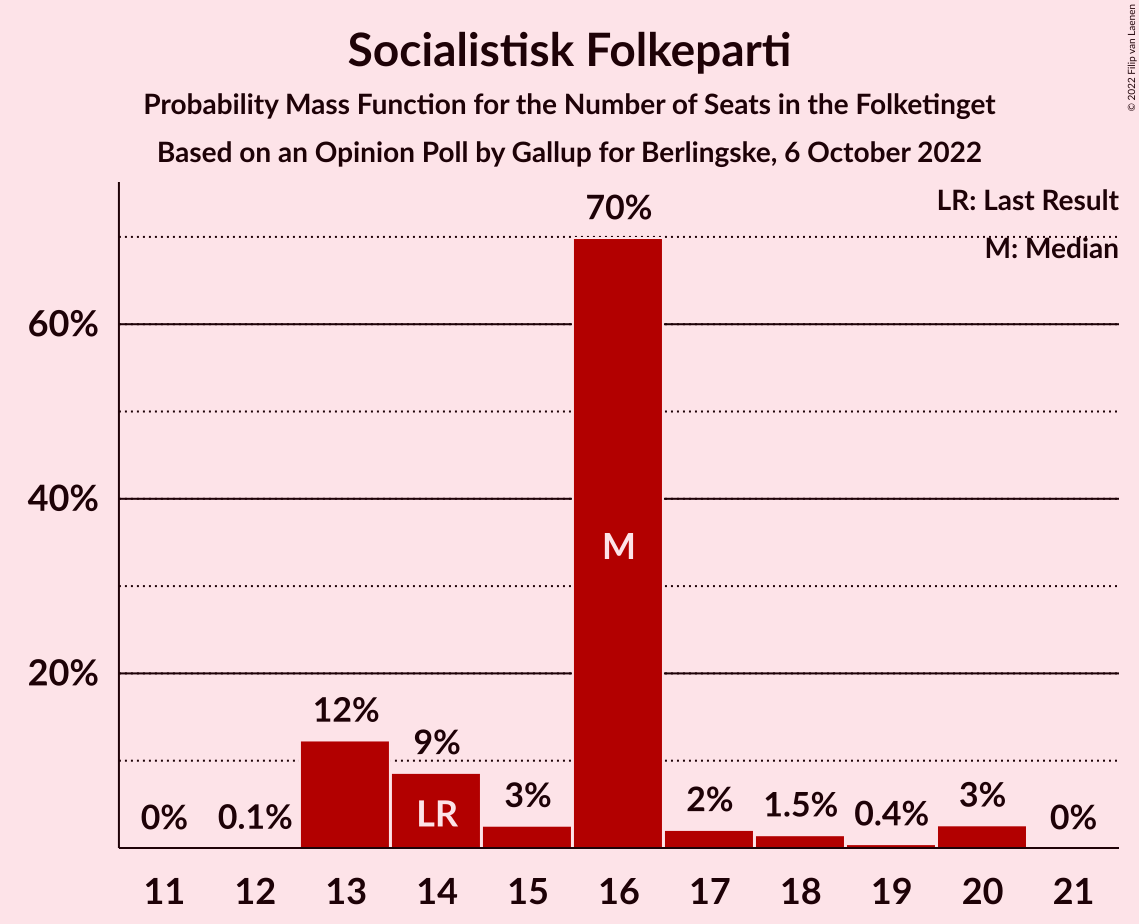 Socialistisk Folkeparti
Probability Mass Function for the Number of Seats in the Folketinget
Based on an Opinion Poll by Gallup for Berlingske, 6 October 2022
© 2022 Filip van Laenen
LR: Last Result
M: Median
60%
40%
20%
0%
0.1%
12%
9%
3%
70%
2%
1.5%
0.4%
3%
0%
LR
M
11 12 13 14 15 16 17 18 19 20 21